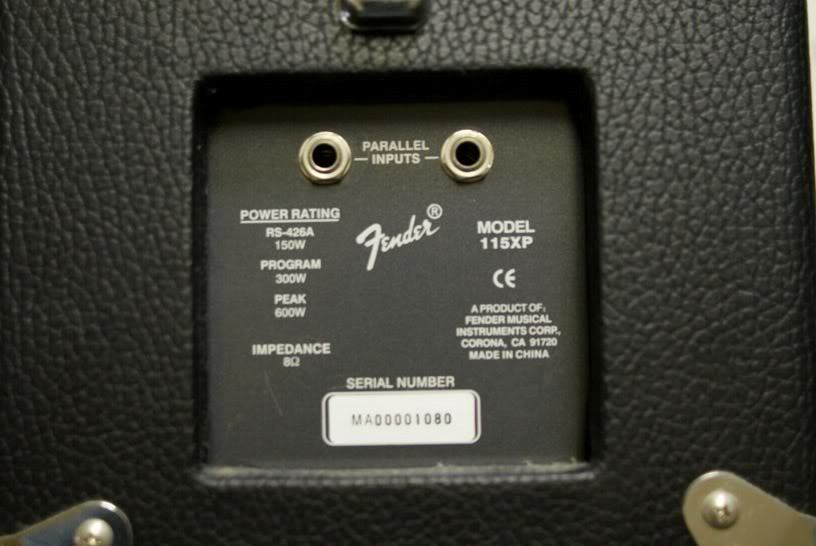 PARALLEL
INPUTS
POWER RATING
RS-426A
150W
PROGRAM
300W
PEAK
600W
IMPEDANCE
8Ω
Fender®
MODEL
115XP
CE
A PRODUCT OF:
FENDER MUSICAL
INSTRUMENTS CORP.,
CORONA, CA 91720
MADE IN CHINA
SERIAL NUMBER
MA00001080